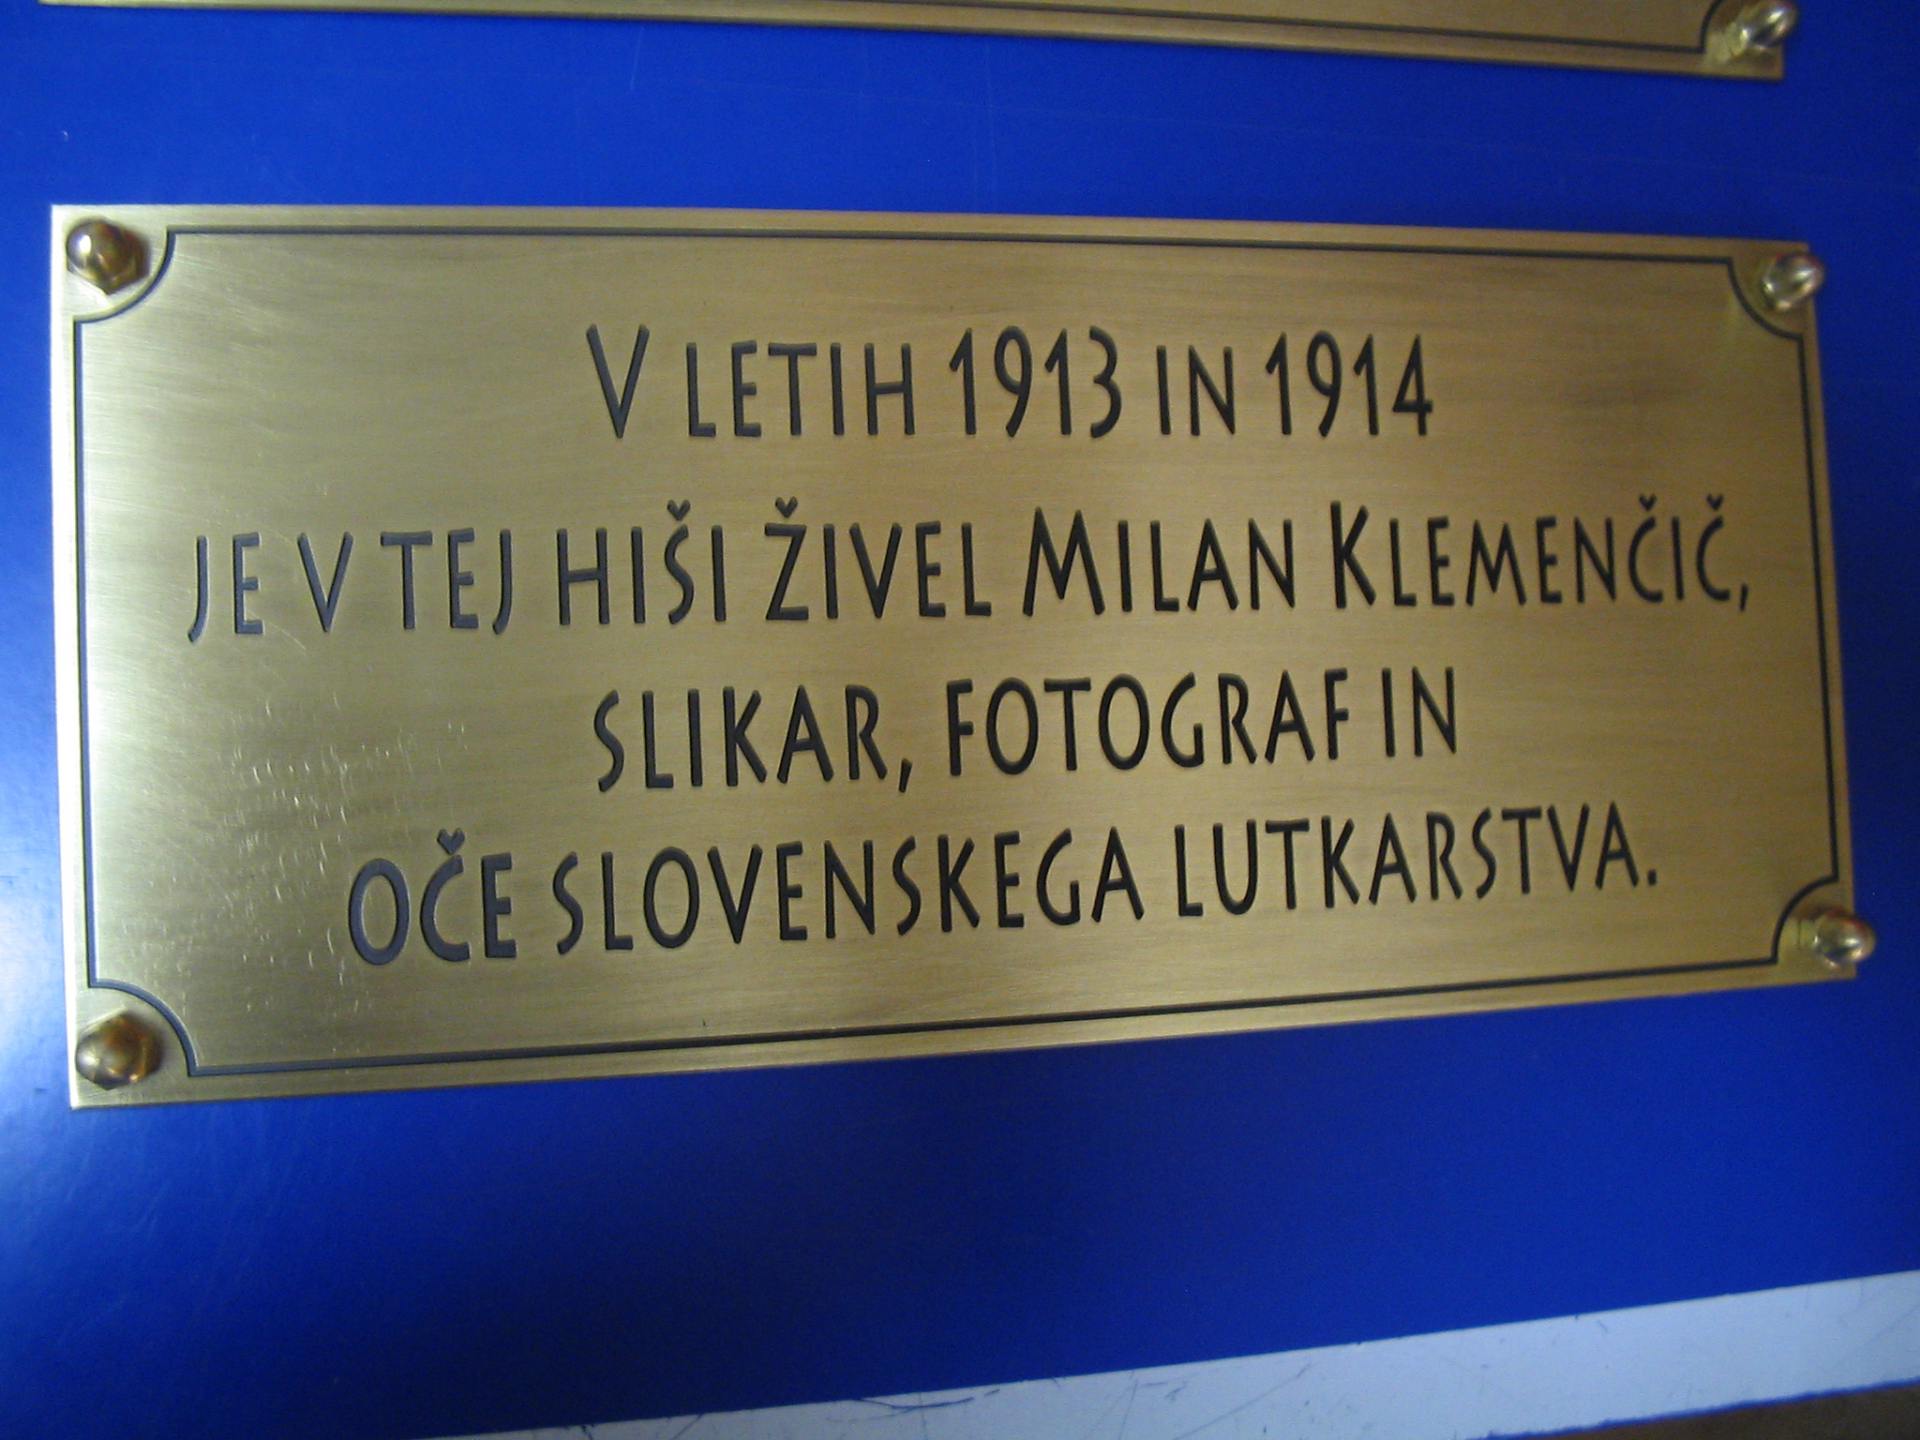 V LETIH 1913 IN 1914
JE V TEJ HIŠI ŽIVEL MILAN KLEMENČIČ,
SLIKAR, FOTOGRAF IN
OČE SLOVENSKEGA LUTKARSTVA.